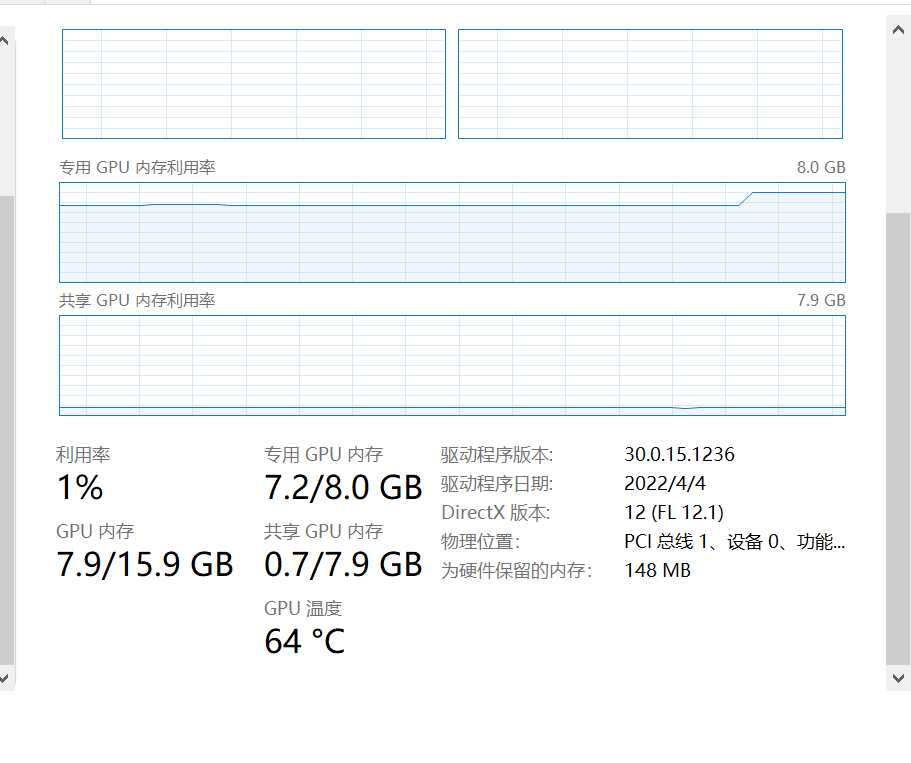 专用 GPU 内存利用率 8.0 GB
共享 GPU 内存利用率 7.9 GB
利用率
1%
GPU 内存
7.9/15.9 GB
专用 GPU 内存
7.2/8.0 GB
共享 GPU 内存
0.7/7.9 GB
GPU 温度
64 °C
驱动程序版本: 30.0.15.1236
驱动程序日期: 2022/4/4
DirectX 版本: 12 (FL 12.1)
物理位置: PCI 总线 1、设备 0、功能...
为硬件保留的内存: 148 MB